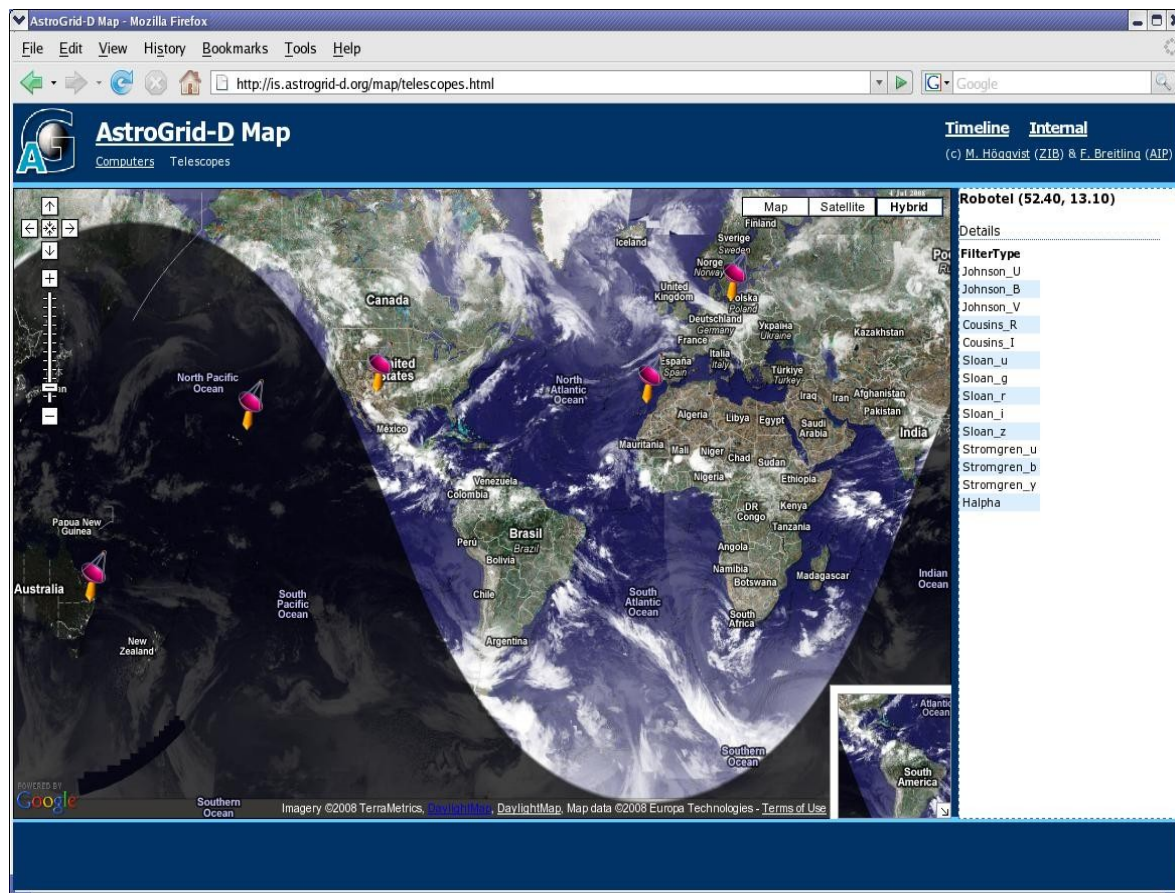 AstroGrid-D Map - Mozilla Firefox
File Edit View History Bookmarks Tools Help
http://is.astrogrid-d.org/map/telescopes.html
G Google
AG
AstroGrid-D Map
Computers Telescopes
Timeline Internal
(c) M. Högqvist (ZIB) & F. Breitling (AIP)
4 Jul 2008
Map Satellite Hybrid
Finland
Iceland
Sverige
Sweden
Norge
Norway
Canada
United
Kingdom
Polska
Poland
Deutschland
Germany
Україна
Ukraine
Kazakhstan
France
United
States
North Pacific
Ocean
North
Atlantic
Ocean
España
Spain
Italia
Italy
Türkiye
Turkey
Iraq
Iran
Afghanistan
Pakistan
México
Algeria
Libya
Egypt
Saudi
Arabia
India
Mauritania
Mali
Niger
Chad
Sudan
Nigeria
Ethiopia
Venezuela
Colombia
DR
Congo
Kenya
Tanzania
Papua New
Guinea
Brasil
Brazil
Perú
Bolivia
Angola
Namibia
Botswana
Madagascar
Indian
Ocean
Australia
South
Pacific
Ocean
Chile
South
Atlantic
Ocean
South
Africa
New
Zealand
Argentina
Southern
Ocean
Atlantic
Ocean
South
America
POWERED BY
Google
Southern
Ocean
Imagery ©2008 TerraMetrics, DaylightMap, DaylightMap, Map data ©2008 Europa Technologies - Terms of Use
Robotel (52.40, 13.10)
Details
FilterType
Johnson_U
Johnson_B
Johnson_V
Cousins_R
Cousins_I
Sloan_u
Sloan_g
Sloan_r
Sloan_i
Sloan_z
Stromgren_u
Stromgren_b
Stromgren_y
Halpha